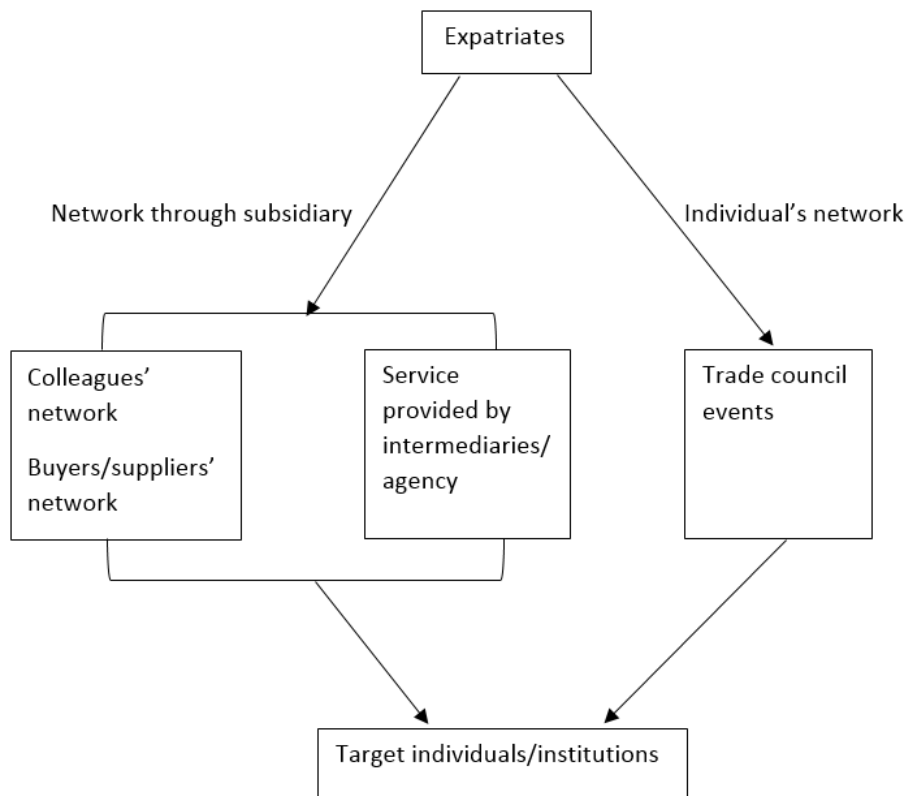 Expatriates
Network through subsidiary
Individual’s network
Colleagues’
network
Buyers/suppliers’
network
Service
provided by
intermediaries/
agency
Trade council
events
Target individuals/institutions